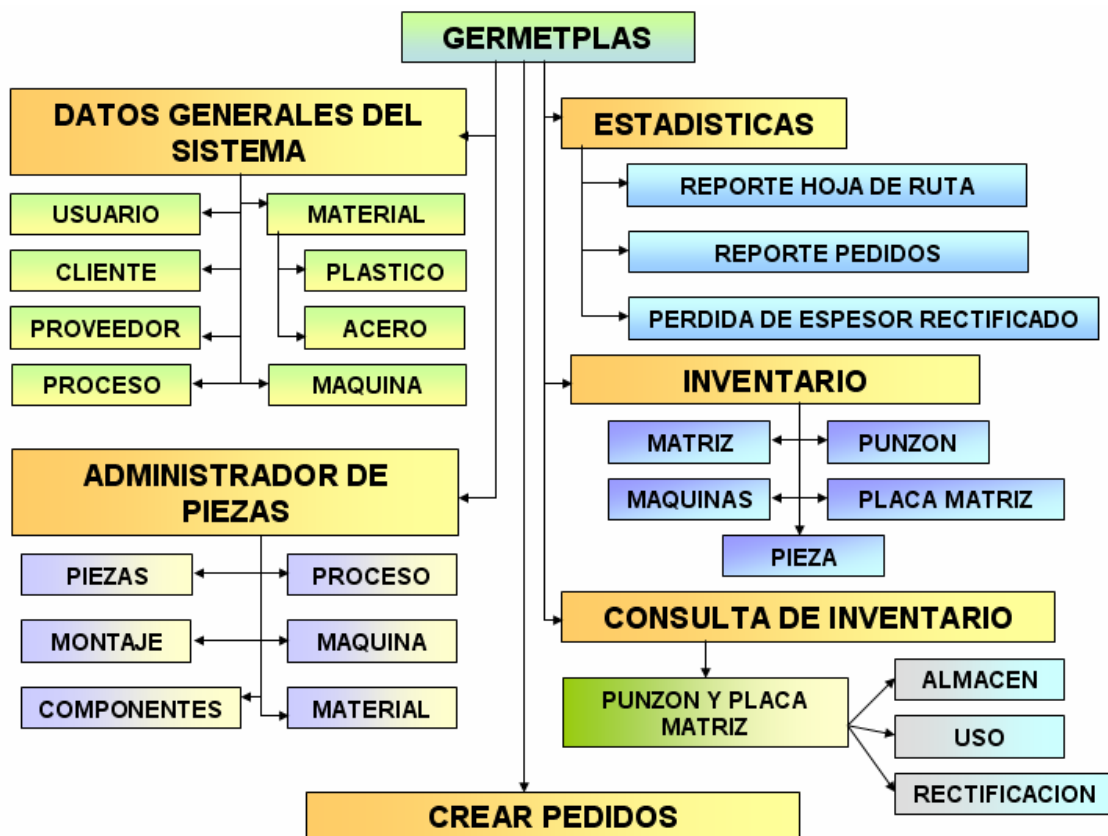 GERMETPLAS
DATOS GENERALES DEL
SISTEMA
USUARIO
MATERIAL
CLIENTE
PLASTICO
PROVEEDOR
ACERO
PROCESO
MAQUINA
ADMINISTRADOR DE
PIEZAS
PIEZAS
PROCESO
MONTAJE
MAQUINA
COMPONENTES
MATERIAL
ESTADISTICAS
REPORTE HOJA DE RUTA
REPORTE PEDIDOS
PERDIDA DE ESPESOR RECTIFICADO
INVENTARIO
MATRIZ
PUNZON
MAQUINAS
PLACA MATRIZ
PIEZA
CONSULTA DE INVENTARIO
PUNZON Y PLACA
MATRIZ
ALMACEN
USO
RECTIFICACION
CREAR PEDIDOS